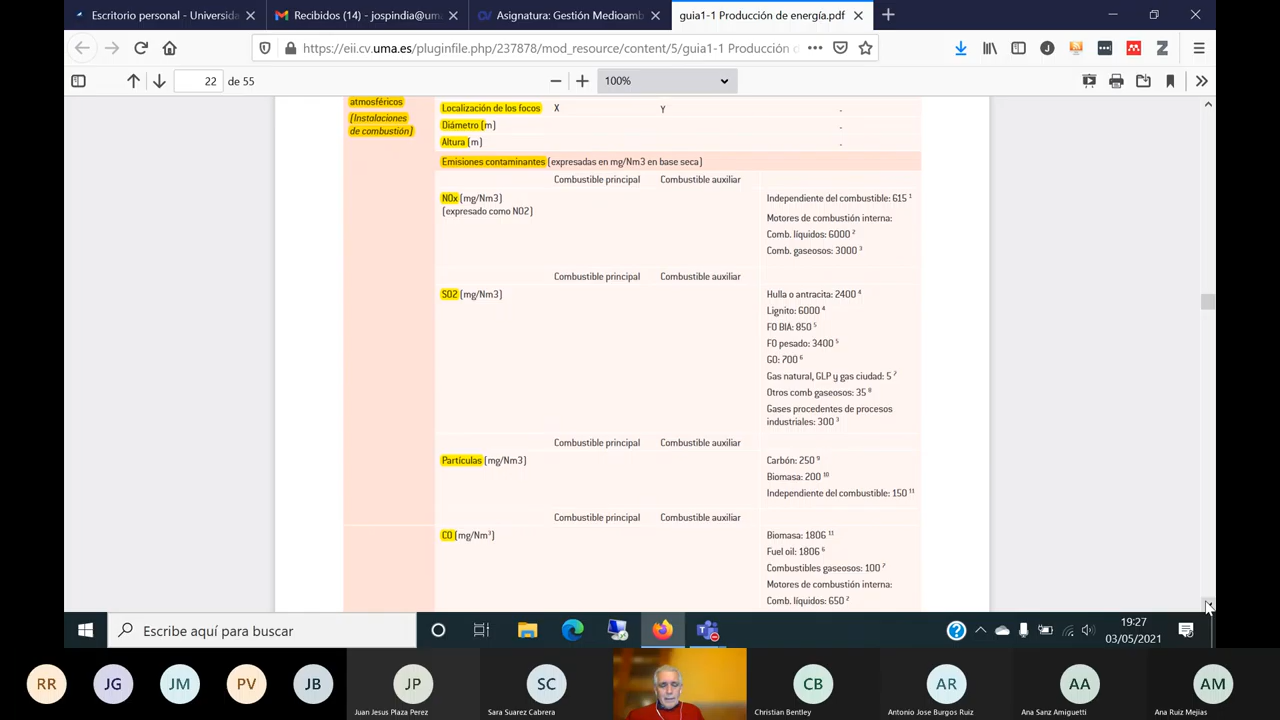 Escritorio personal - Universida
Recibidos (14) - jospindia@uma
Asignatura: Gestión Medioamb
guia1-1 Producción de energía.pdf
https://eii.cv.uma.es/pluginfile.php/237878/mod_resource/content/5/guia1-1 Producción d
22 de 55
100%
atmosféricos
(Instalaciones
de combustión)
Localización de los focos X Y -
Diámetro (m) -
Altura (m) -
Emisiones contaminantes (expresadas en mg/Nm3 en base seca)
Combustible principal Combustible auxiliar
NOx (mg/Nm3)
(expresado como NO2)
Independiente del combustible: 615 ¹
Motores de combustión interna:
Comb. líquidos: 6000 ²
Comb. gaseosos: 3000 ³
Combustible principal Combustible auxiliar
SO2 (mg/Nm3)
Hulla o antracita: 2400 ⁴
Lignito: 6000 ⁴
FO BIA: 850 ⁵
FO pesado: 3400 ⁵
GO: 700 ⁶
Gas natural, GLP y gas ciudad: 5 ⁷
Otros comb gaseosos: 35 ⁸
Gases procedentes de procesos
industriales: 300 ³
Combustible principal Combustible auxiliar
Partículas (mg/Nm3)
Carbón: 250 ⁹
Biomasa: 200 ¹⁰
Independiente del combustible: 150 ¹¹
Combustible principal Combustible auxiliar
CO (mg/Nm³)
Biomasa: 1806 ¹¹
Fuel oil: 1806 ⁶
Combustibles gaseosos: 100 ⁷
Motores de combustión interna:
Comb. líquidos: 650 ²
Escribe aquí para buscar
19:27
03/05/2021
RR JG JM PV JB JP SC CB AR AA AM
Juan Jesus Plaza Perez
Sara Suarez Cabrera
Christian Bentley
Antonio Jose Burgos Ruiz
Ana Sanz Amiguetti
Ana Ruiz Mejias